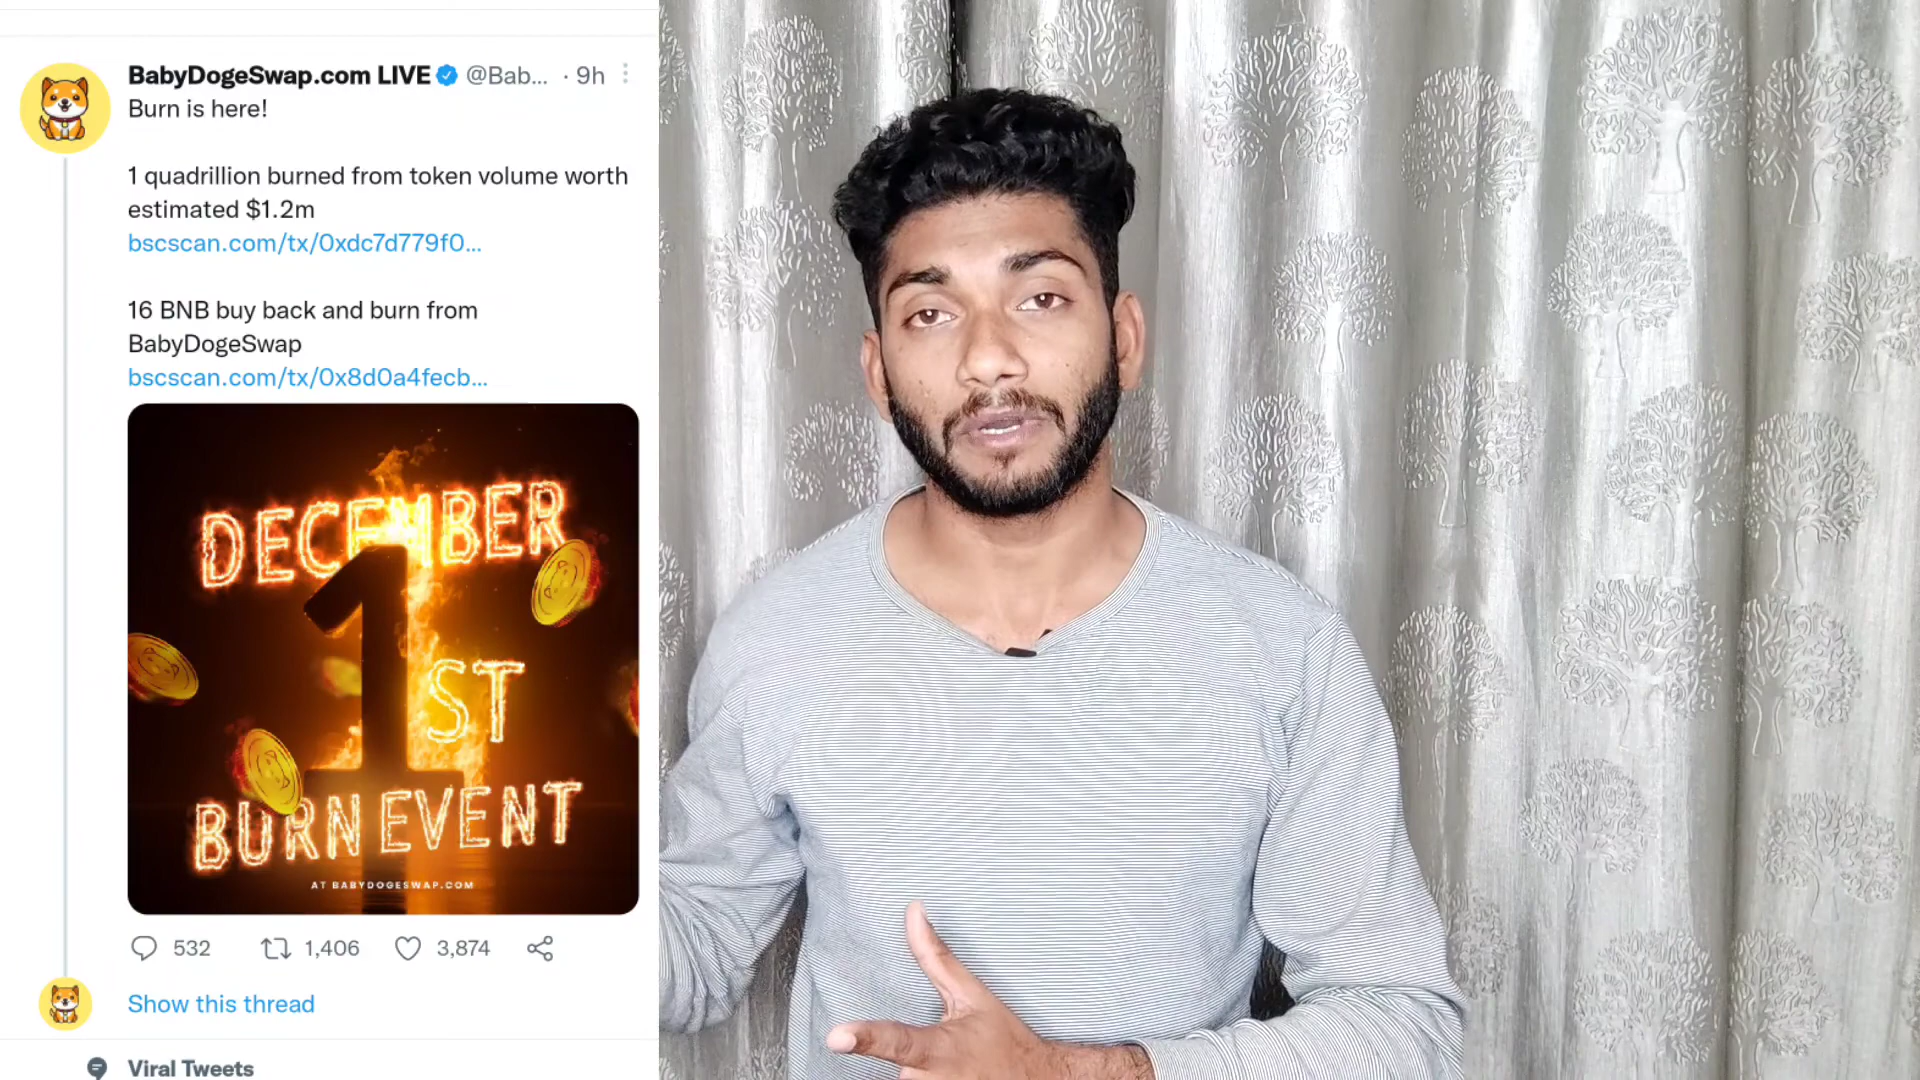 BabyDogeSwap.com LIVE @Bab... · 9h
Burn is here!
1 quadrillion burned from token volume worth
estimated $1.2m
bscscan.com/tx/0xdc7d779f0...
16 BNB buy back and burn from
BabyDogeSwap
bscscan.com/tx/0x8d0a4fecb...
DECEMBER
1ST
BURN EVENT
AT BABYDOGESWAP.COM
532 1,406 3,874
Show this thread
Viral Tweets